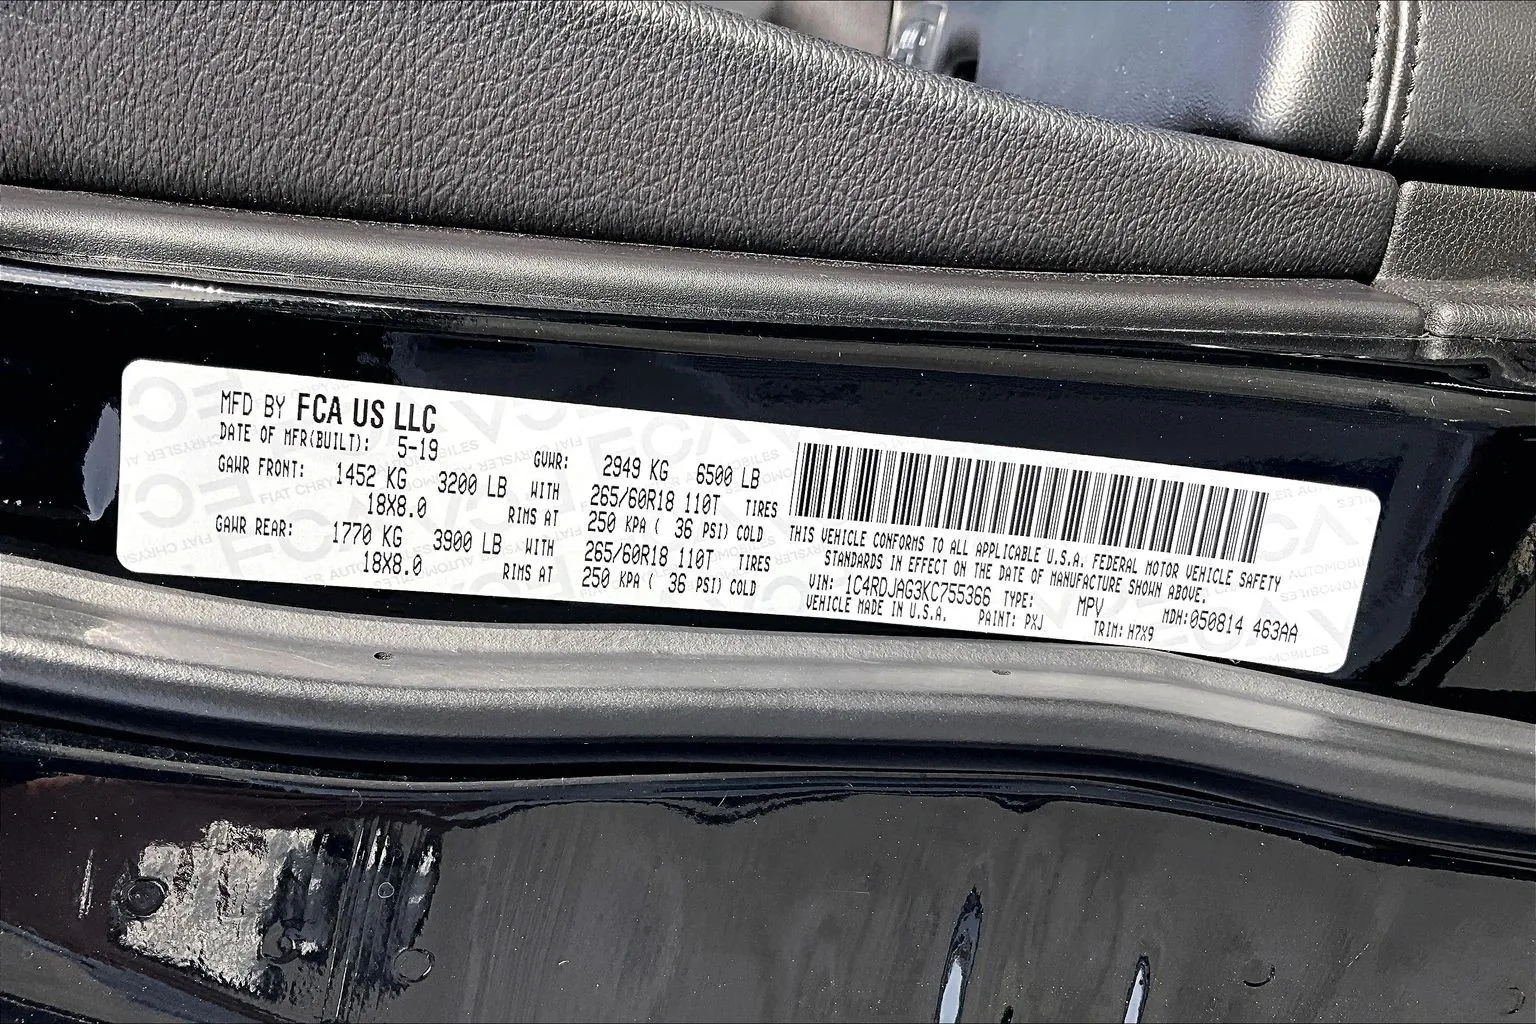 MFD BY FCA US LLC
DATE OF MFR(BUILT): 5-19
GVWR: 2949 KG 6500 LB
GAWR FRONT: 1452 KG 3200 LB WITH 265/60R18 110T TIRES
18X8.0 RIMS AT 250 KPA ( 36 PSI) COLD
GAWR REAR: 1770 KG 3900 LB WITH 265/60R18 110T TIRES
18X8.0 RIMS AT 250 KPA ( 36 PSI) COLD
THIS VEHICLE CONFORMS TO ALL APPLICABLE U.S.A. FEDERAL MOTOR VEHICLE SAFETY
STANDARDS IN EFFECT ON THE DATE OF MANUFACTURE SHOWN ABOVE.
VIN: 1C4RDJAG3KC755366 TYPE: MPV MDH:050814 463AA
VEHICLE MADE IN U.S.A. PAINT: PXJ TRIM: H7X9